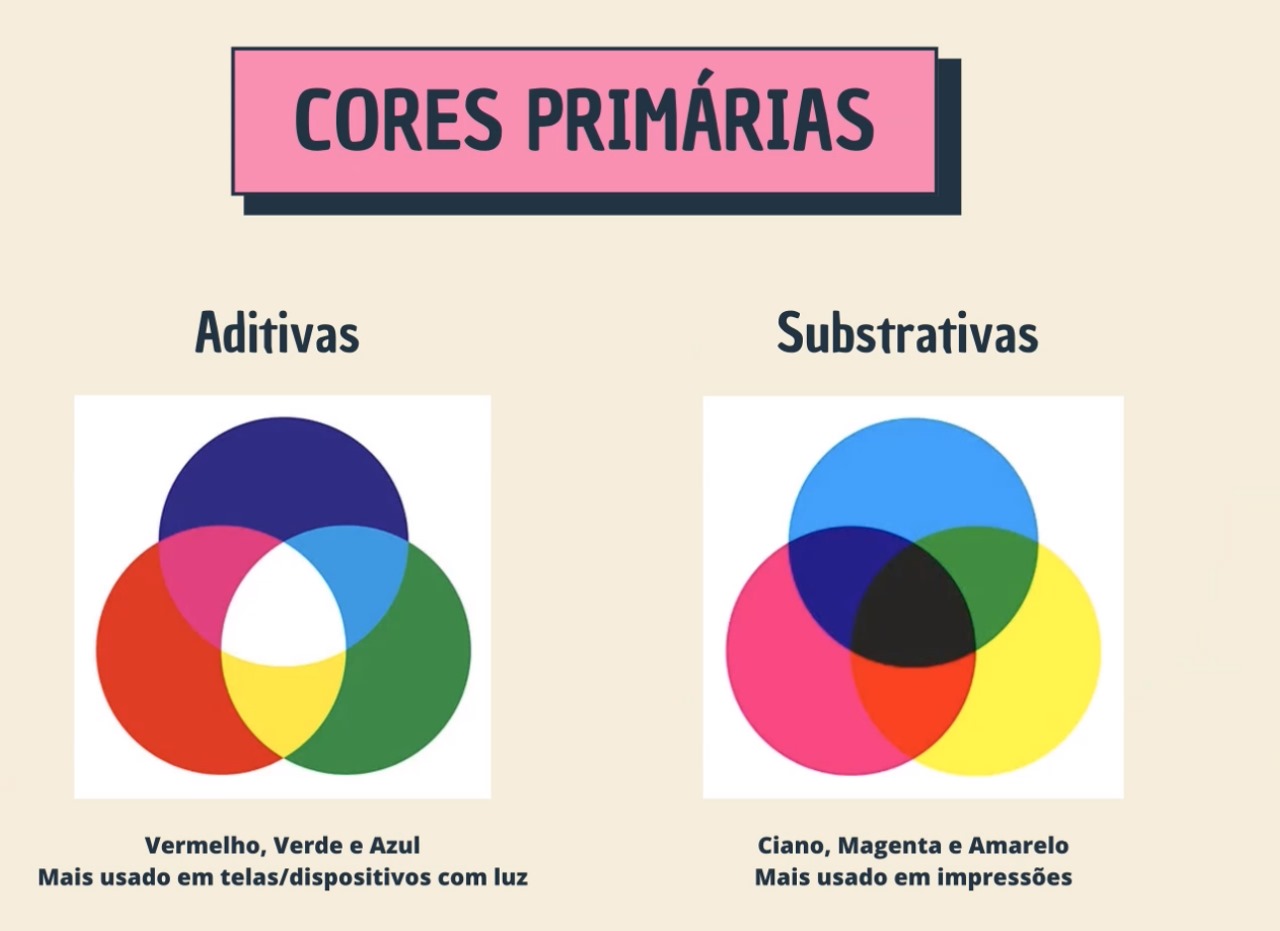 CORES PRIMÁRIAS
Aditivas
Substrativas
Vermelho, Verde e Azul
Mais usado em telas/dispositivos com luz
Ciano, Magenta e Amarelo
Mais usado em impressões